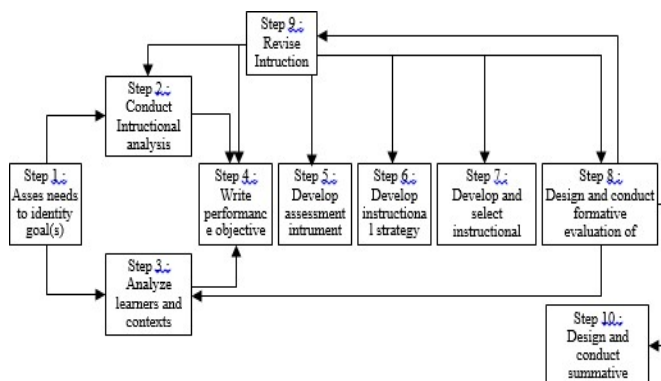 Step 9.:
Revise
Intruction
Step 2.:
Conduct
Intructional
analysis
Step 1.:
Asses needs
to identity
goal(s)
Step 4.:
Write
performanc
e objective
Step 5.:
Develop
assessment
intrument
Step 6.:
Develop
instructiona
l strategy
Step 7.:
Develop and
select
instructional
Step 8.:
Design and conduct
formative
evaluation of
Step 3.:
Analyze
learners and
contexts
Step 10.:
Design and
conduct
summative